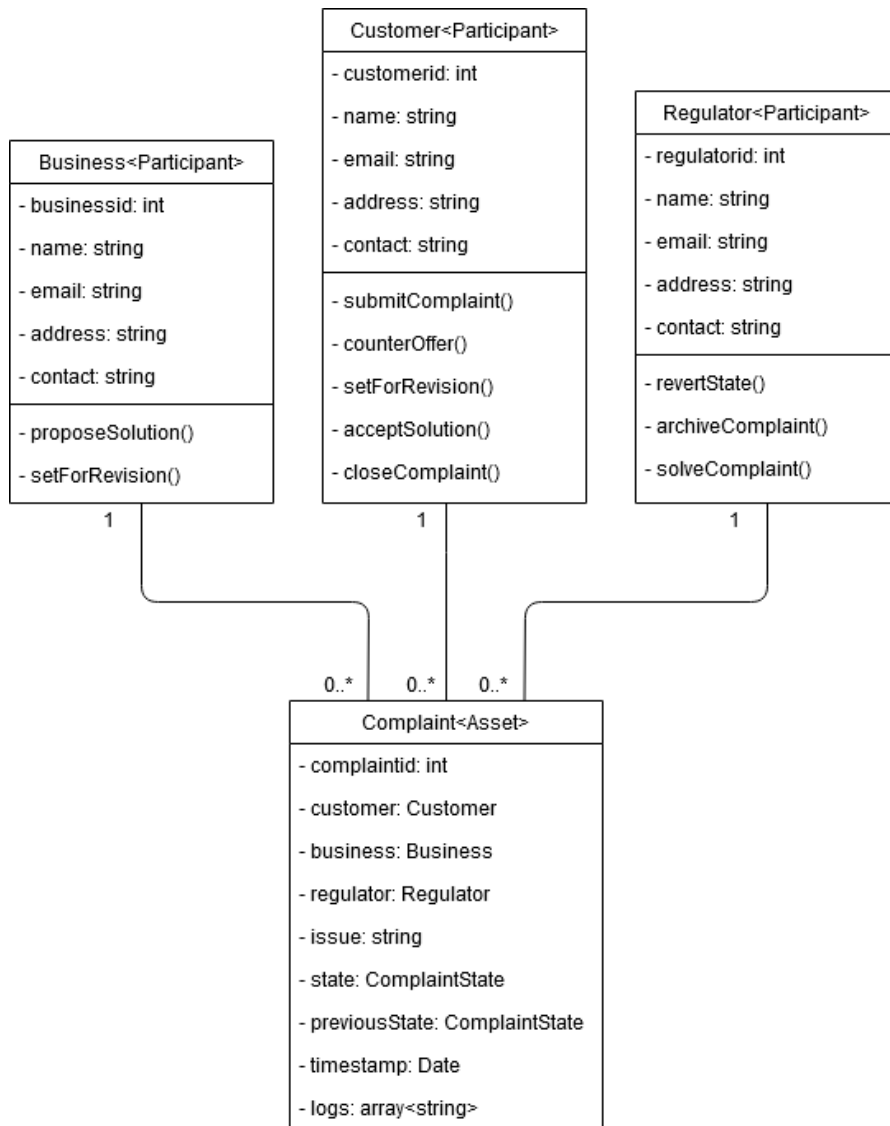 Customer<Participant>
- customerid: int
- name: string
- email: string
- address: string
- contact: string
- submitComplaint()
- counterOffer()
- setForRevision()
- acceptSolution()
- closeComplaint()
Business<Participant>
- businessid: int
- name: string
- email: string
- address: string
- contact: string
- proposeSolution()
- setForRevision()
Regulator<Participant>
- regulatorid: int
- name: string
- email: string
- address: string
- contact: string
- revertState()
- archiveComplaint()
- solveComplaint()
1
1
1
0..*
0..*
0..*
Complaint<Asset>
- complaintid: int
- customer: Customer
- business: Business
- regulator: Regulator
- issue: string
- state: ComplaintState
- previousState: ComplaintState
- timestamp: Date
- logs: array<string>